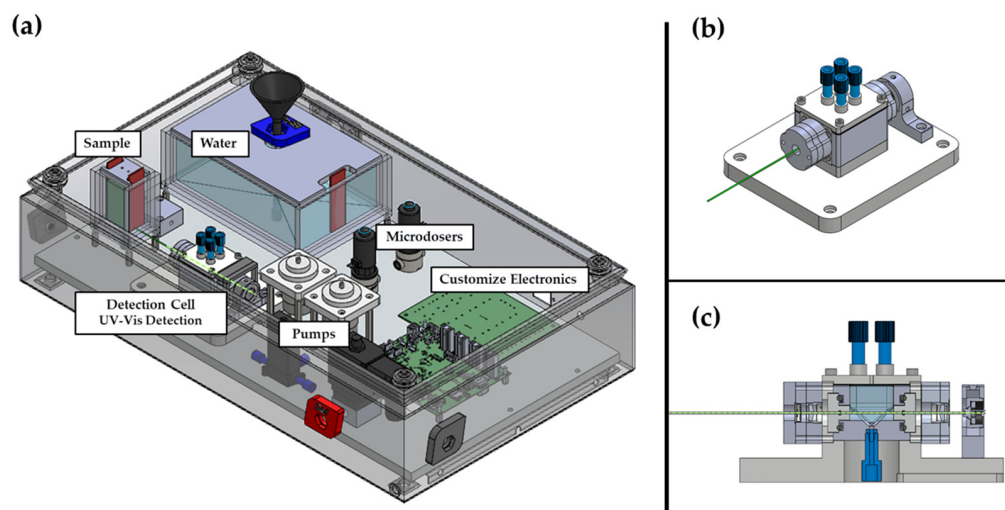 (a)
Sample
Water
Microdosers
Customize Electronics
Detection Cell
UV-Vis Detection
Pumps
(b)
(c)